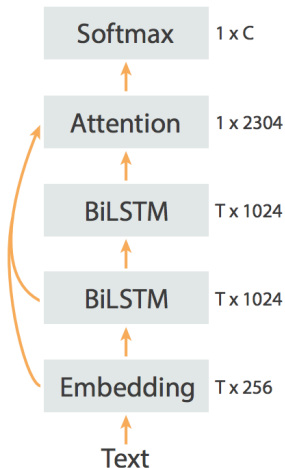 Softmax 1 x C
Attention 1 x 2304
BiLSTM T x 1024
BiLSTM T x 1024
Embedding T x 256
Text